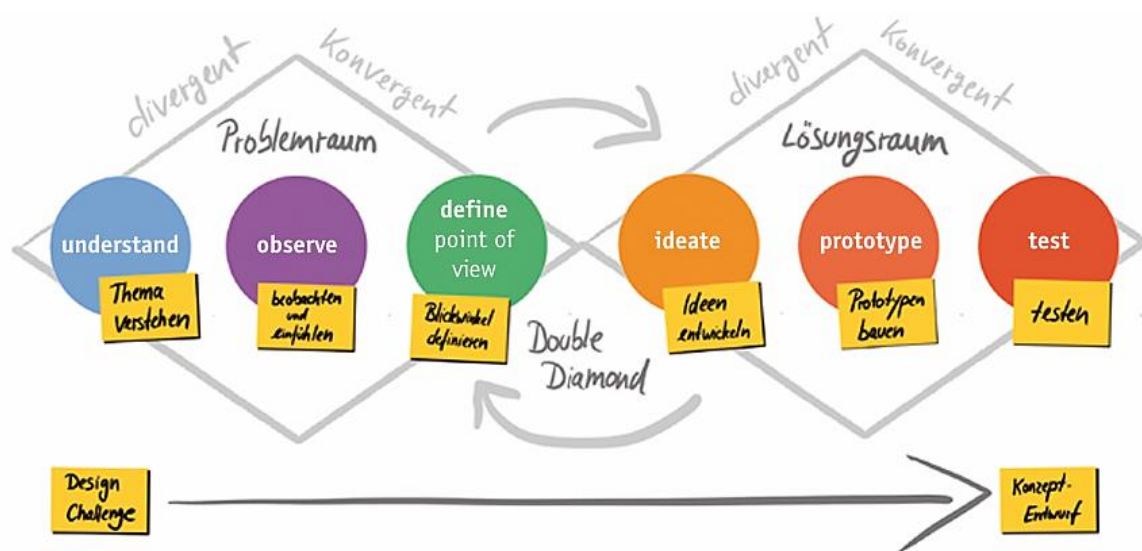 divergent
Konvergent
Problemraum
understand
Thema
verstehen
observe
beobachten
und
einfühlen
define
point of
view
Blickwinkel
definieren
Double
Diamond
divergent
Konvergent
Lösungsraum
ideate
Ideen
entwickeln
prototype
Prototypen
bauen
test
testen
Design
Challenge
Konzept-
Entwurf